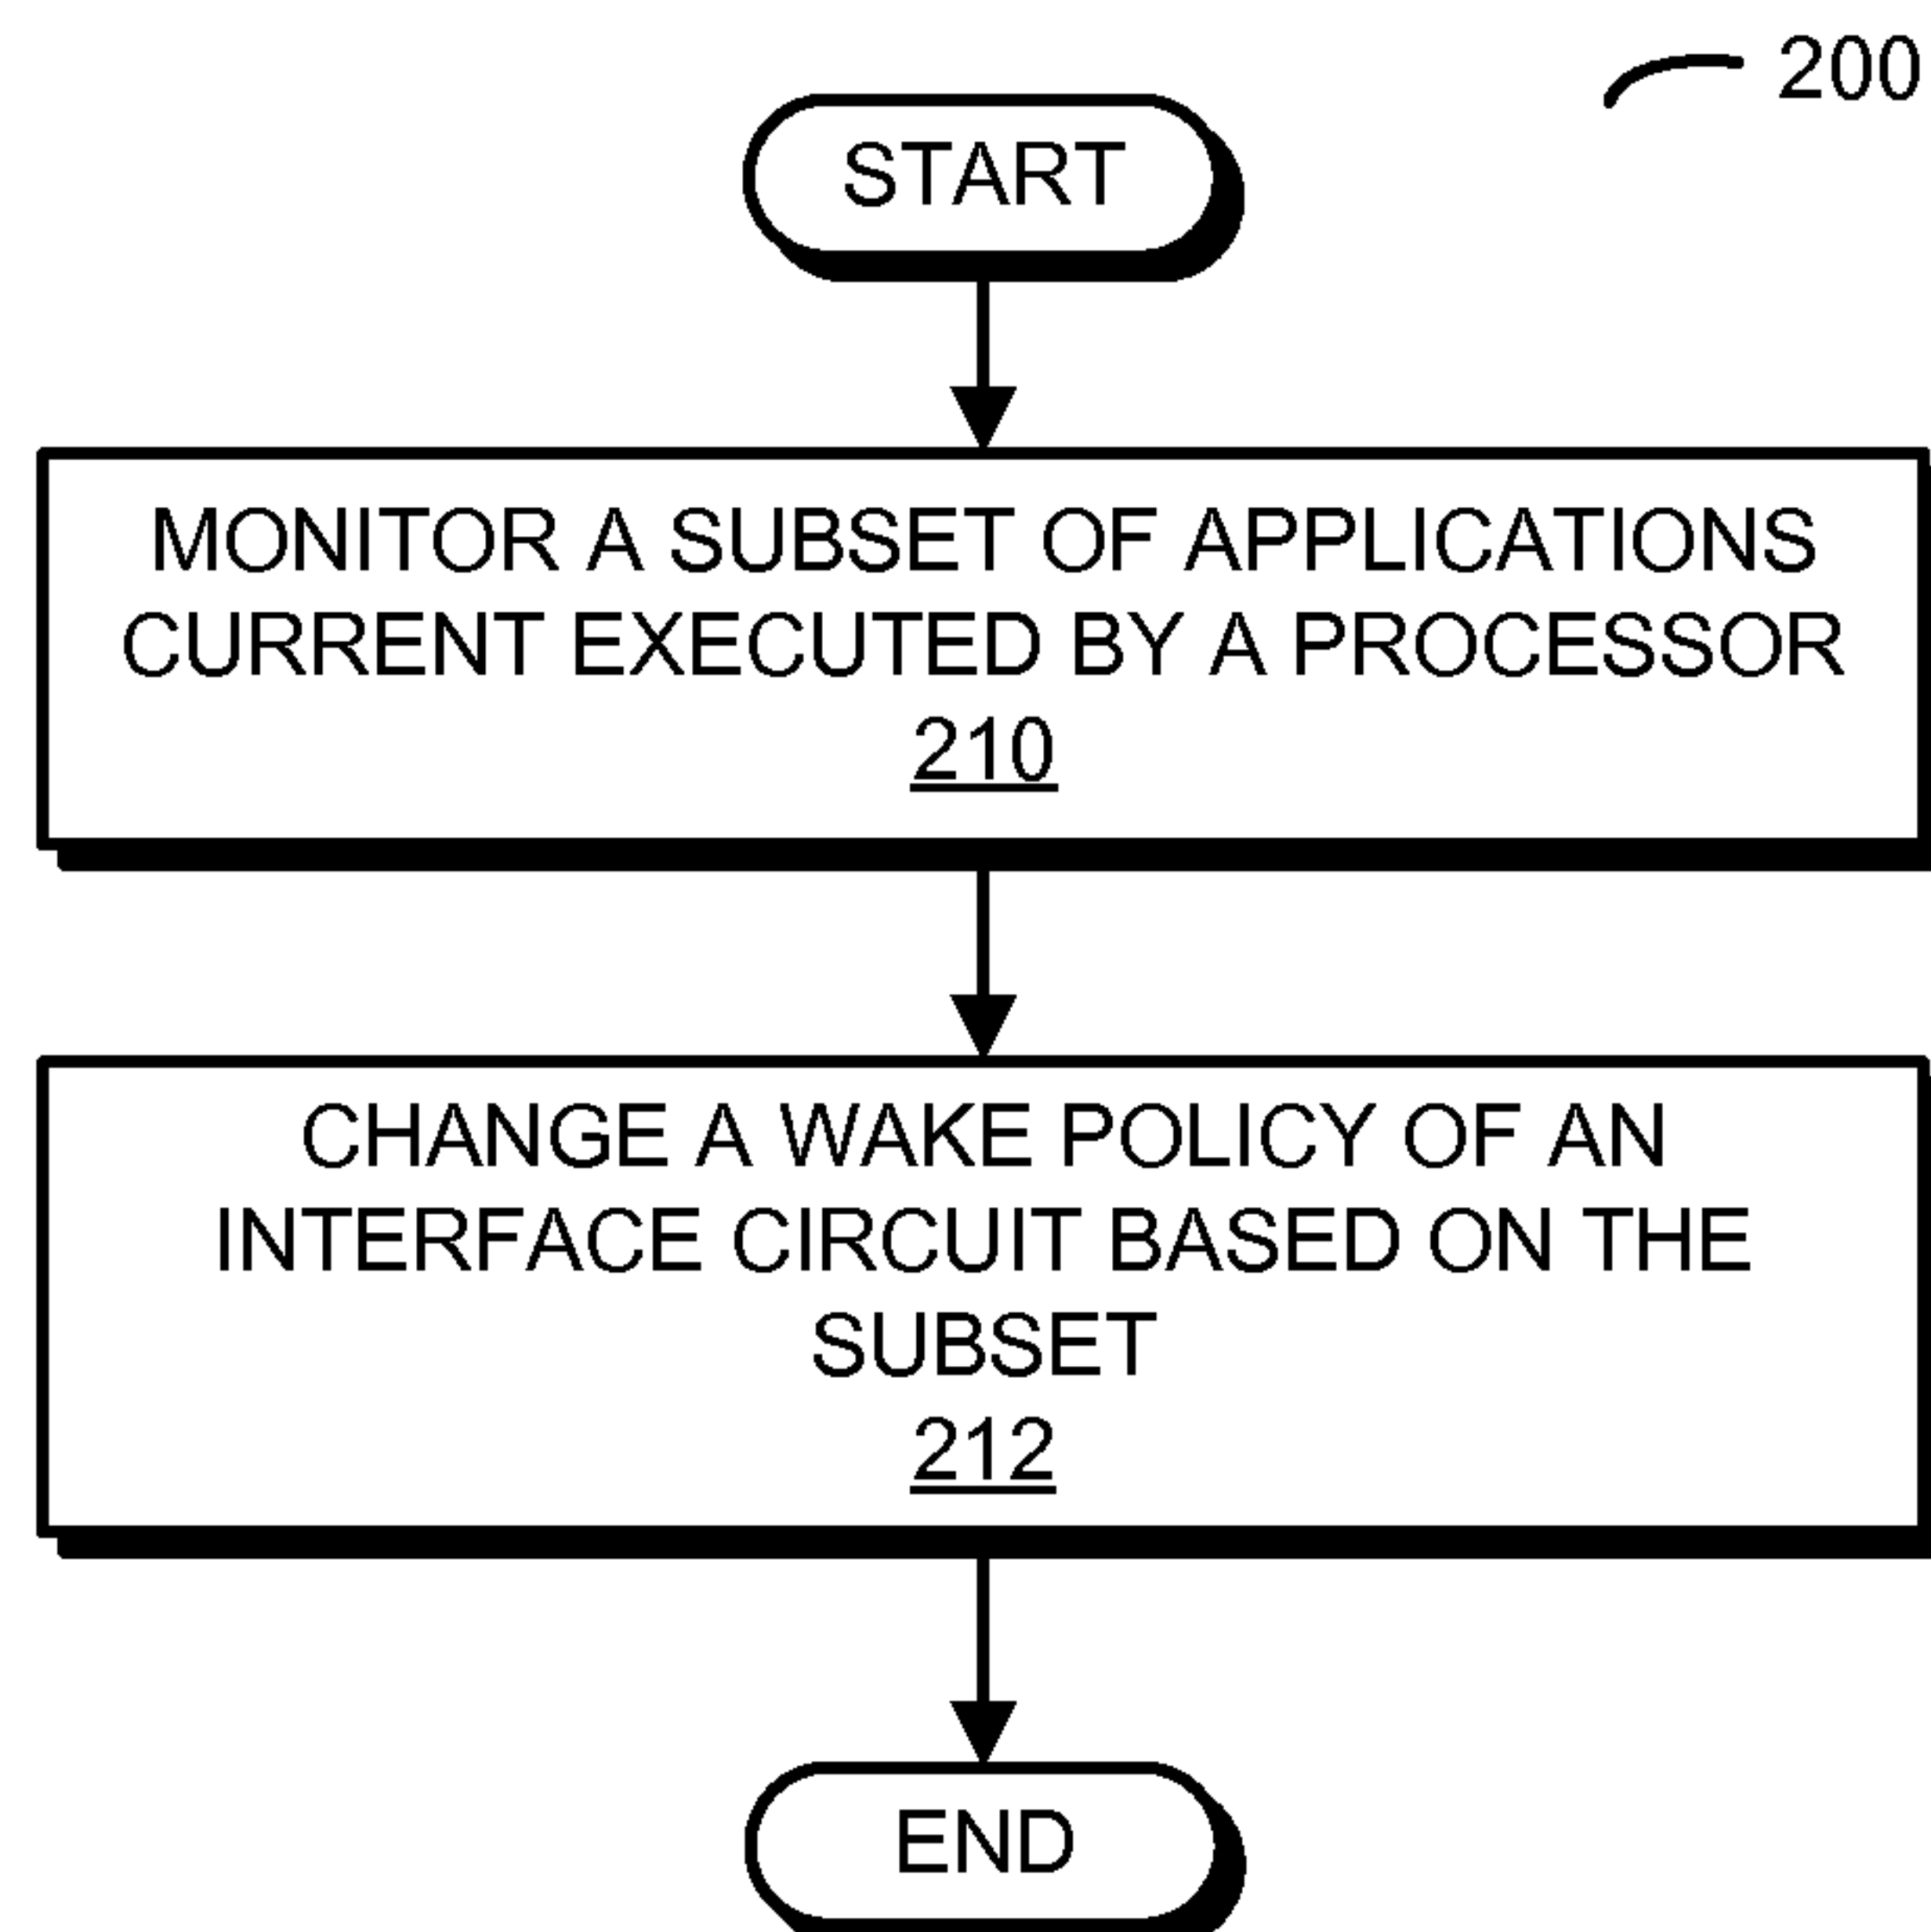 200
START
MONITOR A SUBSET OF APPLICATIONS
CURRENT EXECUTED BY A PROCESSOR
210
CHANGE A WAKE POLICY OF AN
INTERFACE CIRCUIT BASED ON THE
SUBSET
212
END